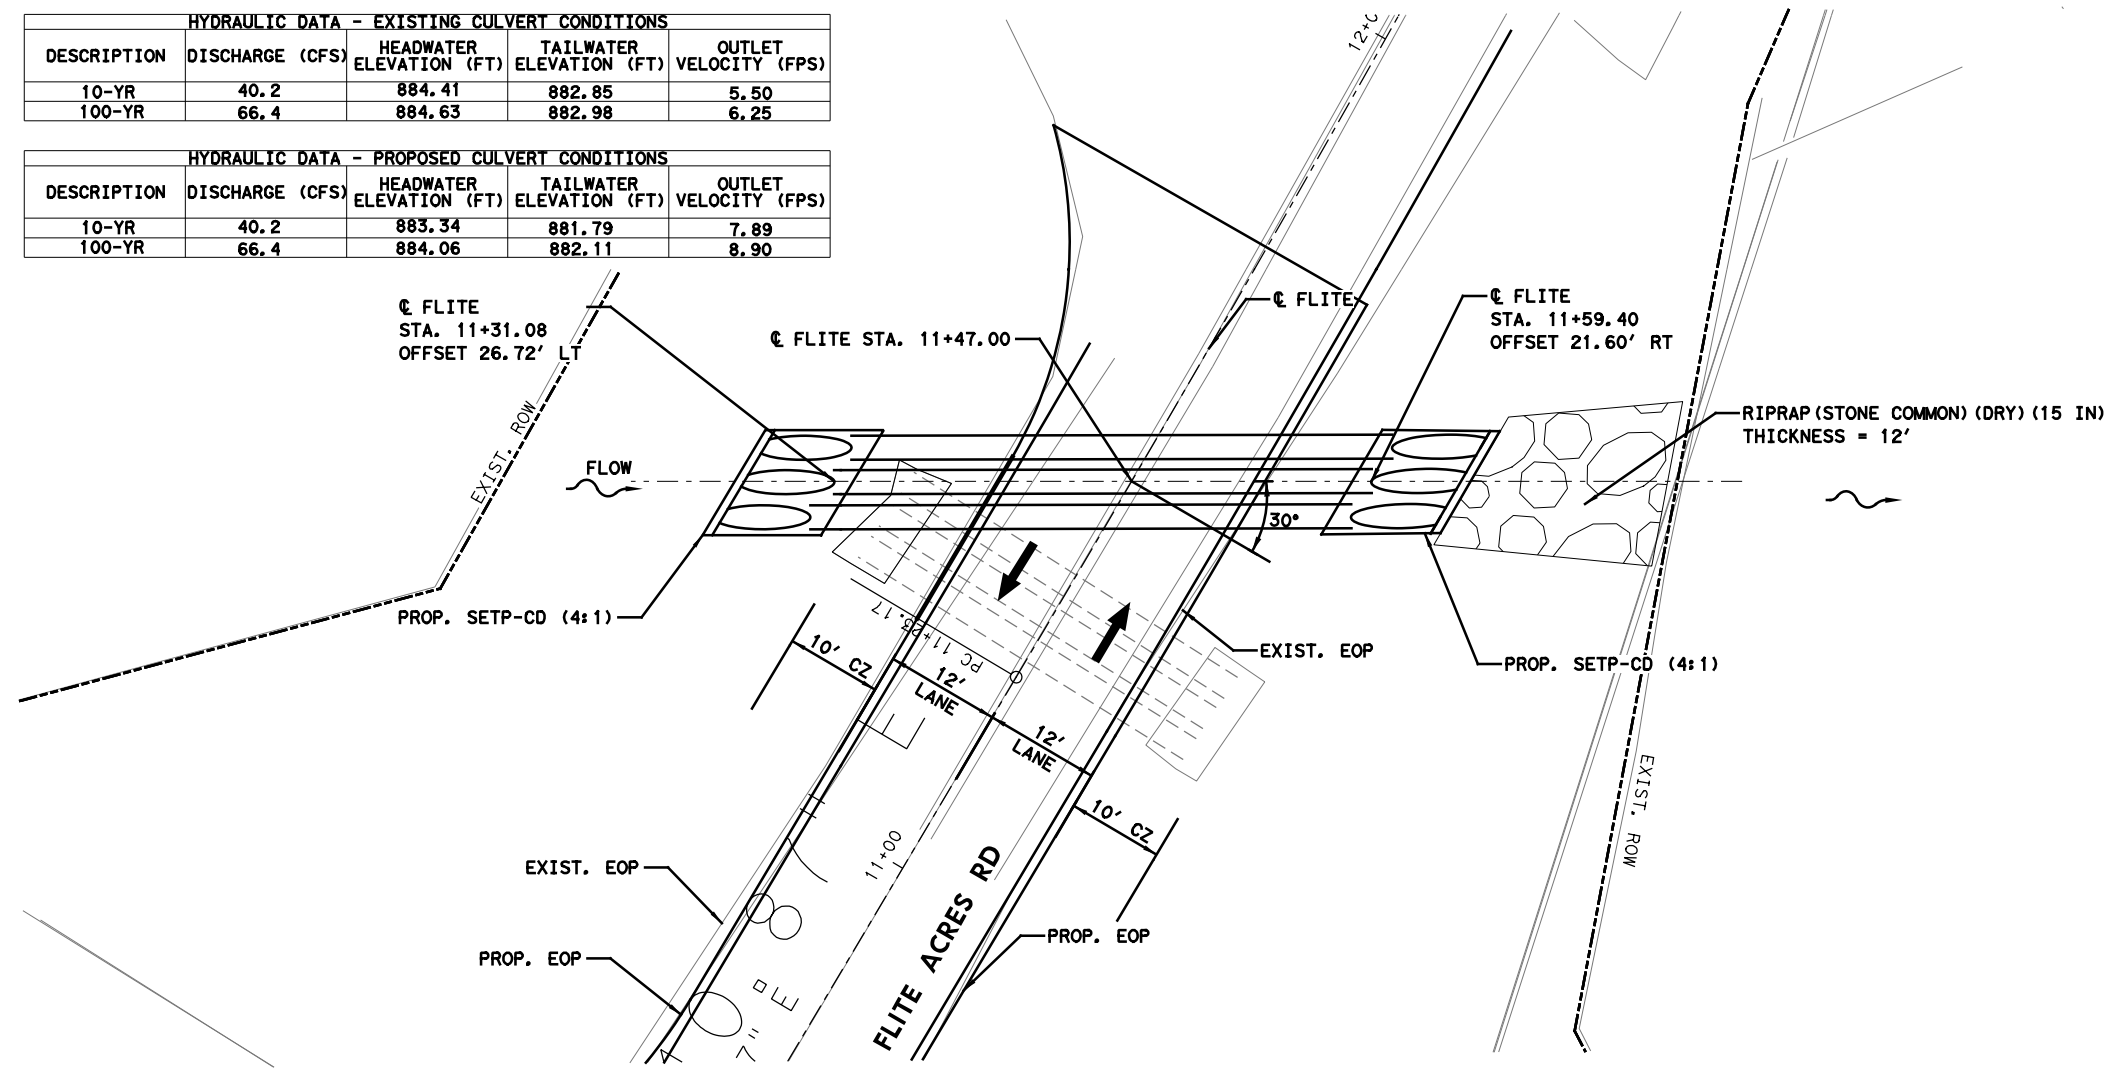 HYDRAULIC DATA - EXISTING CULVERT CONDITIONS
DESCRIPTION DISCHARGE (CFS) HEADWATER ELEVATION (FT) TAILWATER ELEVATION (FT) OUTLET VELOCITY (FPS)
10-YR 40.2 884.41 882.85 5.50
100-YR 66.4 884.63 882.98 6.25
HYDRAULIC DATA - PROPOSED CULVERT CONDITIONS
DESCRIPTION DISCHARGE (CFS) HEADWATER ELEVATION (FT) TAILWATER ELEVATION (FT) OUTLET VELOCITY (FPS)
10-YR 40.2 883.34 881.79 7.89
100-YR 66.4 884.06 882.11 8.90
℄ FLITE
STA. 11+31.08
OFFSET 26.72' LT
℄ FLITE STA. 11+47.00
℄ FLITE
℄ FLITE
STA. 11+59.40
OFFSET 21.60' RT
RIPRAP(STONE COMMON)(DRY)(15 IN)
THICKNESS = 12'
EXIST. ROW
FLOW
30°
PROP. SETP-CD (4:1)
PC 11+23.17
10' CZ
12'
LANE
12'
LANE
10' CZ
EXIST. EOP
PROP. SETP-CD (4:1)
EXIST. ROW
11+00
EXIST. EOP
FLITE ACRES RD
PROP. EOP
PROP. EOP
E
7"